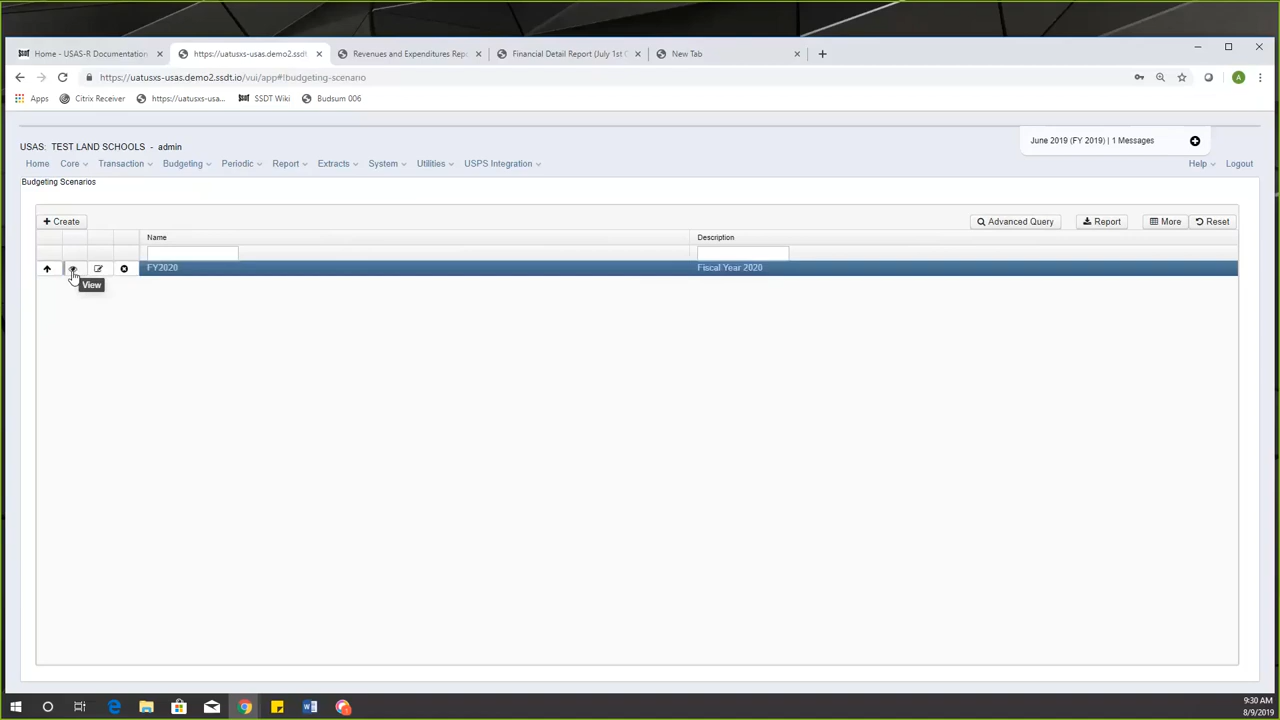 Home - USAS-R Documentation
https://uatusxs-usas.demo2.ssdt
Revenues and Expenditures Rep
Financial Detail Report (July 1st
New Tab
https://uatusxs-usas.demo2.ssdt.io/vui/app#!budgeting-scenario
Apps Citrix Receiver https://uatusxs-usa... SSDT Wiki Budsum 006
USAS: TEST LAND SCHOOLS - admin
June 2019 (FY 2019) | 1 Messages
Home Core Transaction Budgeting Periodic Report Extracts System Utilities USPS Integration Help Logout
Budgeting Scenarios
Create Advanced Query Report More Reset
Name Description
FY2020 Fiscal Year 2020
View
9:30 AM
8/9/2019